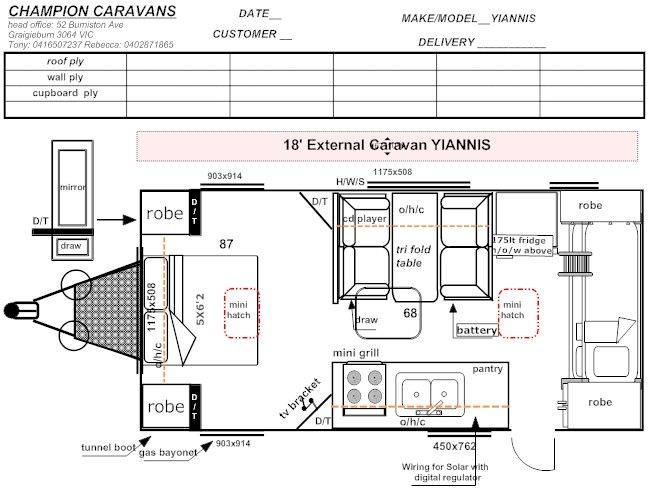 CHAMPION CARAVANS
head office: 52 Burniston Ave
Graigieburn 3064 VIC
Tony: 0416507237 Rebecca: 0402871865
DATE__
CUSTOMER __
MAKE/MODEL__YIANNIS
DELIVERY ___________
roof ply
wall ply
cupboard ply
18' External Caravan YIANNIS
mirror
D/T
draw
903x914
H/W/S
1175x508
robe
D/T
D/T
cd player
o/h/c
tri fold
table
175lt fridge
m/o/w above
robe
87
1175x508
5X6'2
mini
hatch
o/h/c
draw
68
battery
mini
hatch
robe
D/T
tv bracket
D/T
mini grill
pantry
o/h/c
robe
tunnel boot
gas bayonet
903x914
450x762
Wiring for Solar with
digital regulator